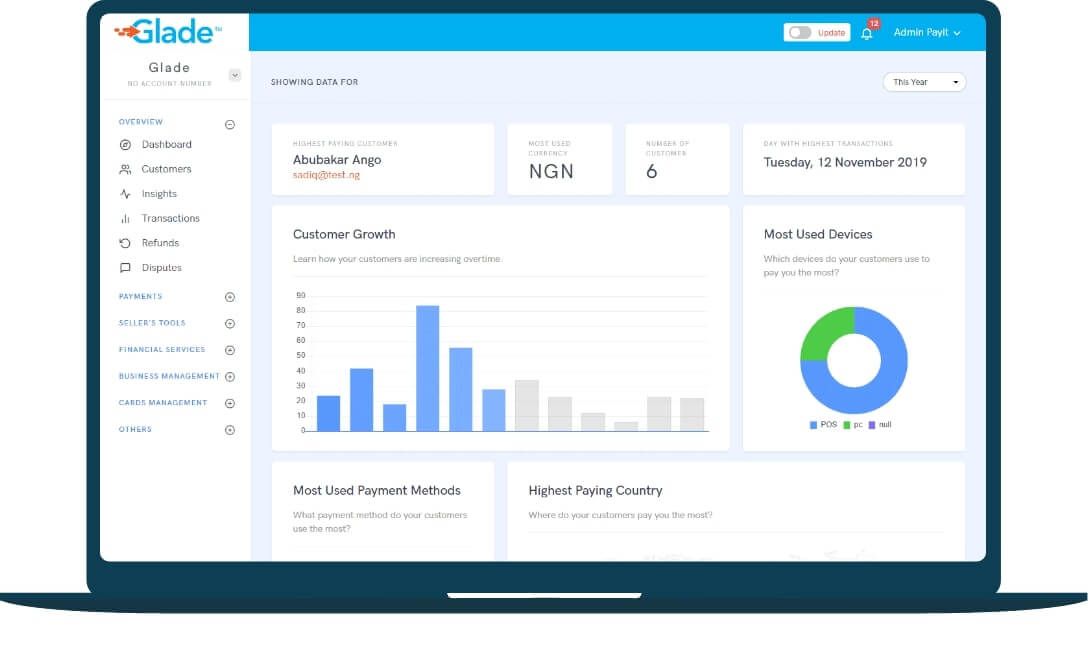 Glade™
Update
12
Admin Payit
Glade
NO ACCOUNT NUMBER
SHOWING DATA FOR
This Year
OVERVIEW
Dashboard
Customers
Insights
Transactions
Refunds
Disputes
PAYMENTS
SELLER'S TOOLS
FINANCIAL SERVICES
BUSINESS MANAGEMENT
CARDS MANAGEMENT
OTHERS
HIGHEST PAYING CUSTOMER
Abubakar Ango
sadiq@test.ng
MOST USED
CURRENCY
NGN
NUMBER OF
CUSTOMER
6
DAY WITH HIGHEST TRANSACTIONS
Tuesday, 12 November 2019
Customer Growth
Learn how your customers are increasing overtime.
90
80
70
60
50
40
30
20
10
0
Most Used Devices
Which devices do your customers use to
pay you the most?
POS pc null
Most Used Payment Methods
What payment method do your customers
use the most?
Highest Paying Country
Where do your customers pay you the most?